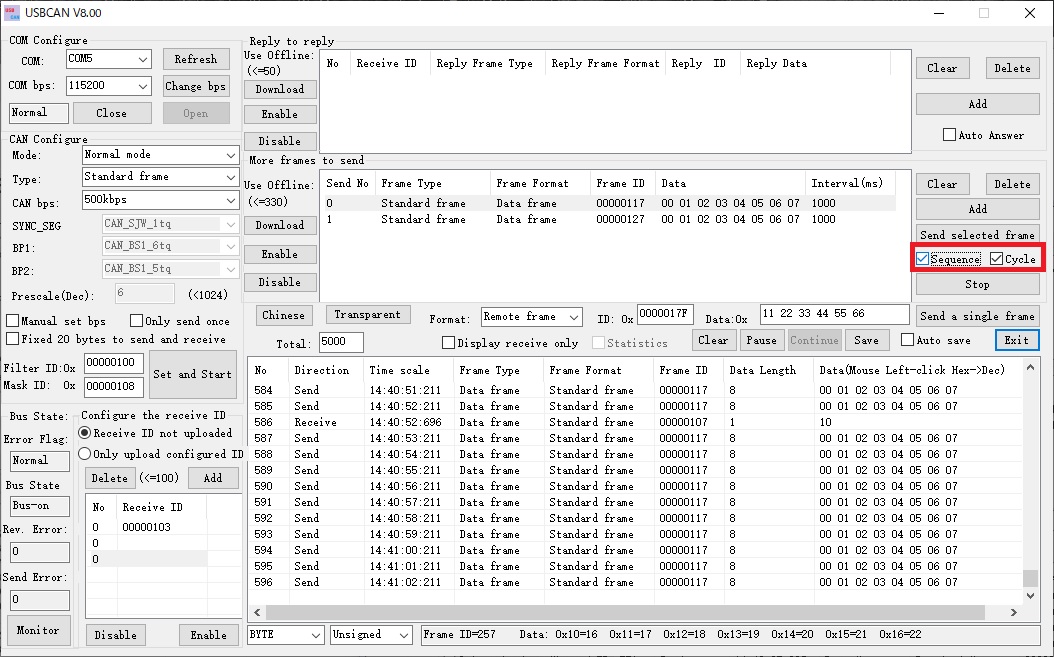 USBCAN V8.00
COM Configure
COM: COM5 Refresh
COM bps: 115200 Change bps
Normal Close Open
CAN Configure
Mode: Normal mode
Type: Standard frame
CAN bps: 500kbps
SYNC_SEG CAN_SJW_1tq
BP1: CAN_BS1_6tq
BP2: CAN_BS1_5tq
Prescale(Dec): 6 (<1024)
Manual set bps Only send once
Fixed 20 bytes to send and receive
Filter ID:0x 00000100
Mask ID: 0x 00000108
Set and Start
Bus State:
Error Flag:
Normal
Bus State
Bus-on
Rev. Error:
0
Send Error:
0
Monitor
Configure the receive ID
Receive ID not uploaded
Only upload configured ID
Delete (<=100) Add
No Receive ID
0 00000103
0
0
Disable Enable
Reply to reply
Use Offline:
(<=50)
Download
Enable
Disable
No Receive ID Reply Frame Type Reply Frame Format Reply ID Reply Data
Clear Delete
Add
Auto Answer
More frames to send
Use Offline:
(<=330)
Download
Enable
Disable
Send No Frame Type Frame Format Frame ID Data Interval(ms)
0 Standard frame Data frame 00000117 00 01 02 03 04 05 06 07 1000
1 Standard frame Data frame 00000127 00 01 02 03 04 05 06 07 1000
Clear Delete
Add
Send selected frame
Sequence Cycle
Stop
Chinese Transparent Format: Remote frame ID: 0x 0000017F Data:0x 11 22 33 44 55 66 Send a single frame
Total: 5000 Display receive only Statistics Clear Pause Continue Save Auto save Exit
No Direction Time scale Frame Type Frame Format Frame ID Data Length Data(Mouse Left-click Hex->Dec)
584 Send 14:40:51:211 Data frame Standard frame 00000117 8 00 01 02 03 04 05 06 07
585 Send 14:40:52:211 Data frame Standard frame 00000117 8 00 01 02 03 04 05 06 07
586 Receive 14:40:52:696 Data frame Standard frame 00000107 1 10
587 Send 14:40:53:211 Data frame Standard frame 00000117 8 00 01 02 03 04 05 06 07
588 Send 14:40:54:211 Data frame Standard frame 00000117 8 00 01 02 03 04 05 06 07
589 Send 14:40:55:211 Data frame Standard frame 00000117 8 00 01 02 03 04 05 06 07
590 Send 14:40:56:211 Data frame Standard frame 00000117 8 00 01 02 03 04 05 06 07
591 Send 14:40:57:211 Data frame Standard frame 00000117 8 00 01 02 03 04 05 06 07
592 Send 14:40:58:211 Data frame Standard frame 00000117 8 00 01 02 03 04 05 06 07
593 Send 14:40:59:211 Data frame Standard frame 00000117 8 00 01 02 03 04 05 06 07
594 Send 14:41:00:211 Data frame Standard frame 00000117 8 00 01 02 03 04 05 06 07
595 Send 14:41:01:211 Data frame Standard frame 00000117 8 00 01 02 03 04 05 06 07
596 Send 14:41:02:211 Data frame Standard frame 00000117 8 00 01 02 03 04 05 06 07
BYTE Unsigned Frame ID=257 Data: 0x10=16 0x11=17 0x12=18 0x13=19 0x14=20 0x15=21 0x16=22